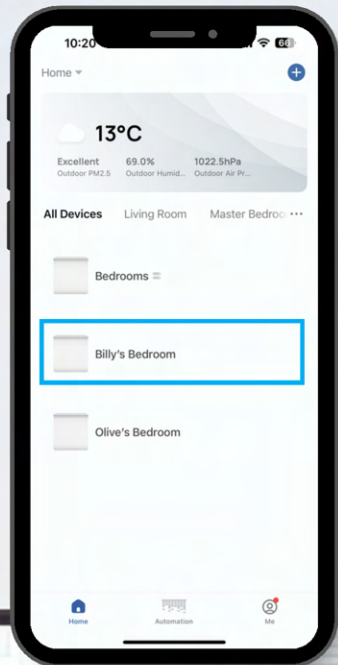 10:20
66
Home
13°C
Excellent 69.0% 1022.5hPa
Outdoor PM2.5 Outdoor Humid... Outdoor Air Pr...
All Devices Living Room Master Bedroo
Bedrooms
Billy's Bedroom
Olive's Bedroom
Home Automation Me